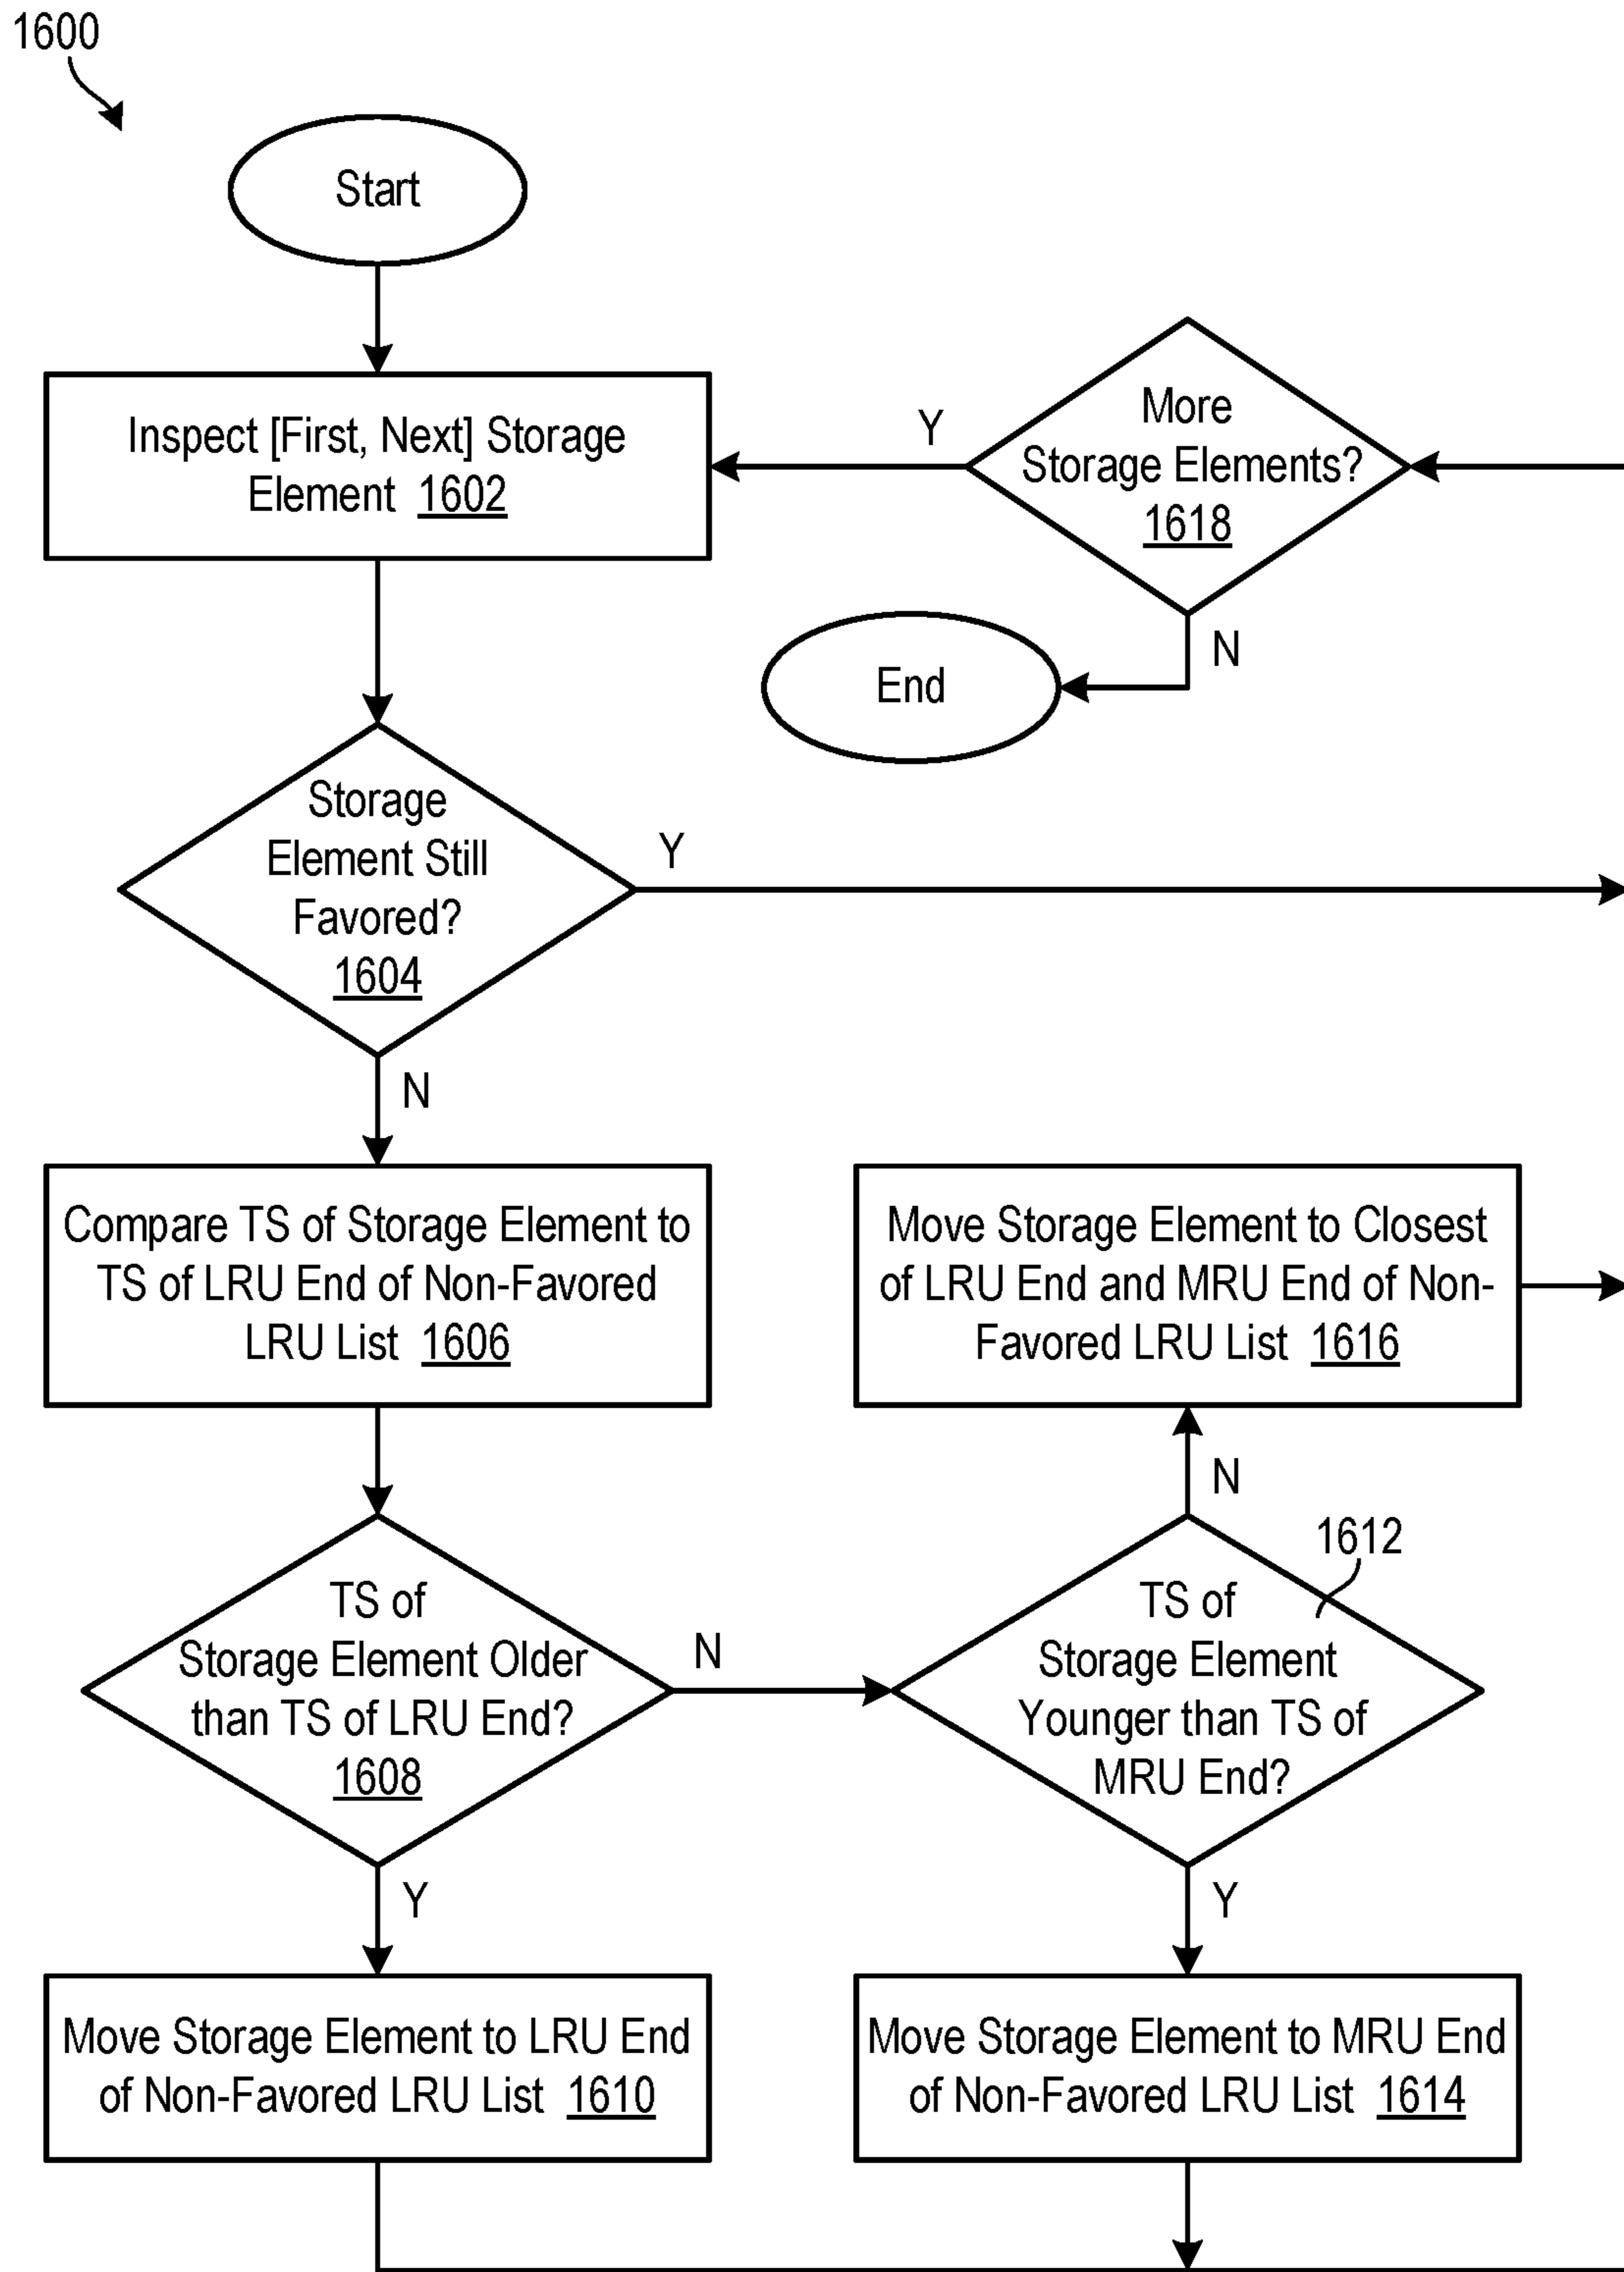 1600
Start
Inspect [First, Next] Storage
Element 1602
More
Storage Elements?
1618
Y
N
End
Storage
Element Still
Favored?
1604
Y
N
Compare TS of Storage Element to
TS of LRU End of Non-Favored
LRU List 1606
Move Storage Element to Closest
of LRU End and MRU End of Non-
Favored LRU List 1616
N
1612
TS of
Storage Element Older
than TS of LRU End?
1608
N
TS of
Storage Element
Younger than TS of
MRU End?
Y
Y
Move Storage Element to LRU End
of Non-Favored LRU List 1610
Move Storage Element to MRU End
of Non-Favored LRU List 1614